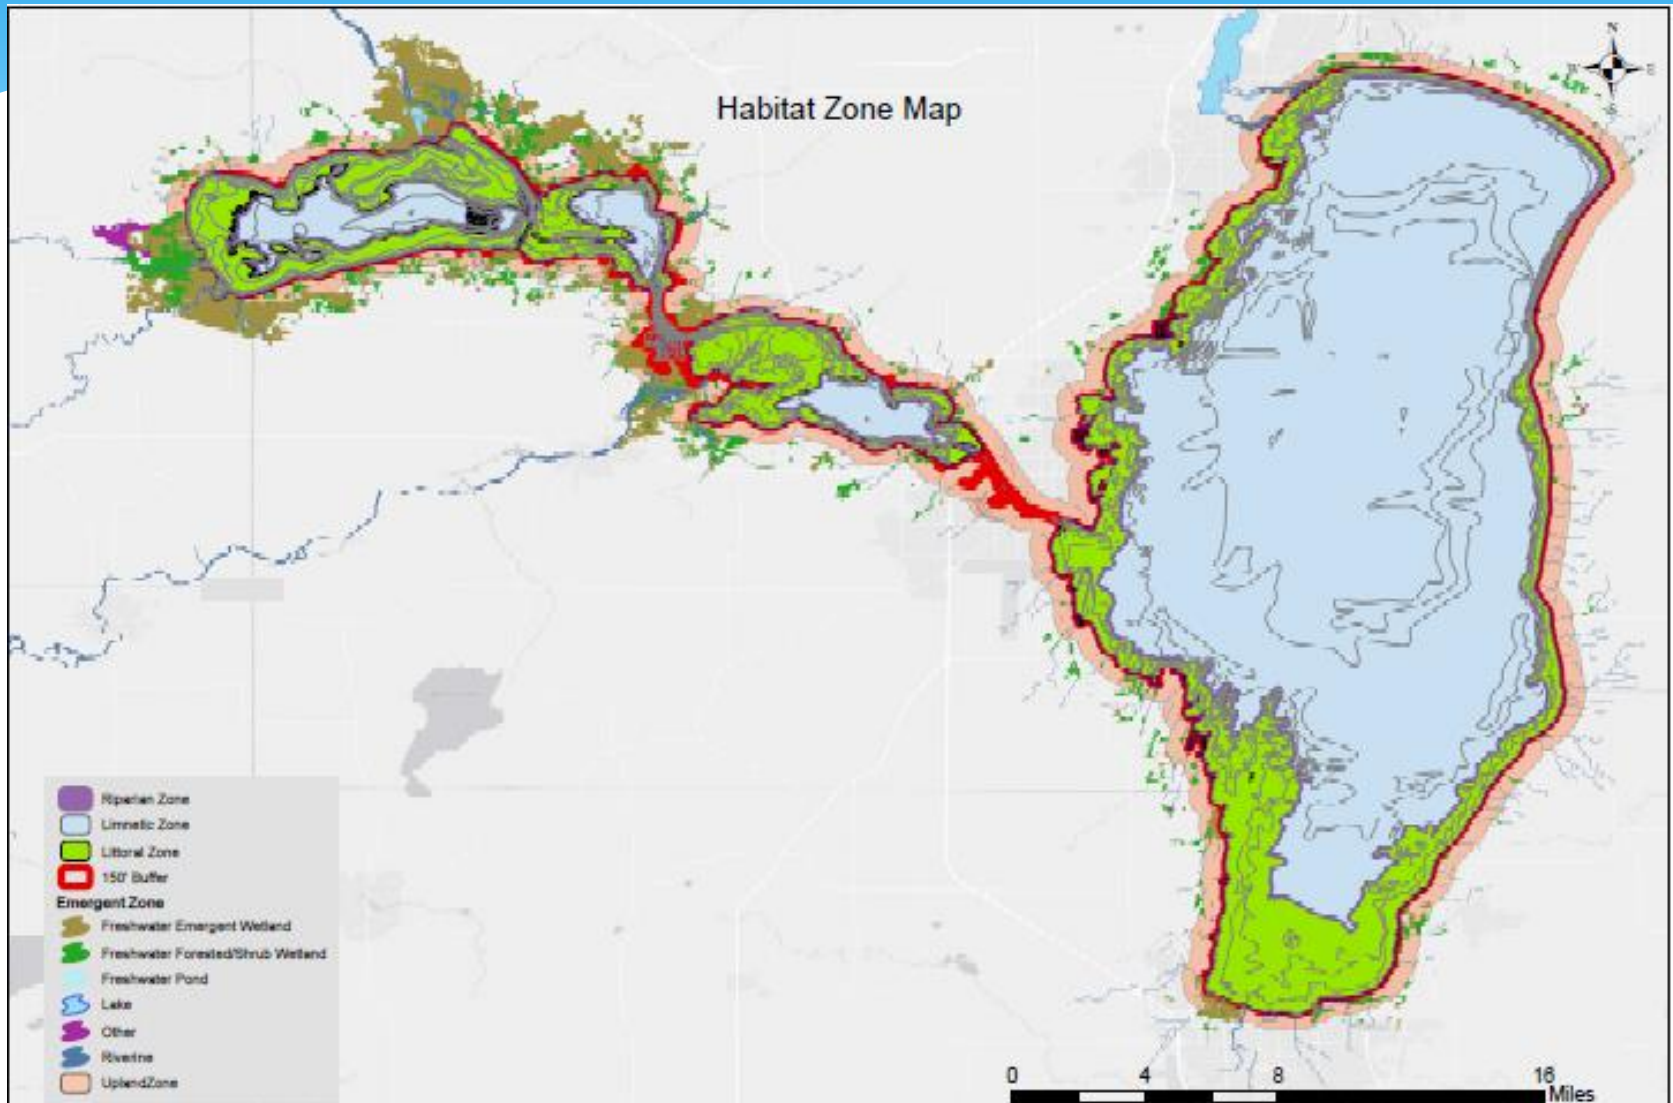 Habitat Zone Map
N
W
E
S
Riparian Zone
Limnetic Zone
Littoral Zone
150' Buffer
Emergent Zone
Freshwater Emergent Wetland
Freshwater Forested/Shrub Wetland
Freshwater Pond
Lake
Other
Riverine
UplandZone
0 4 8 16
Miles